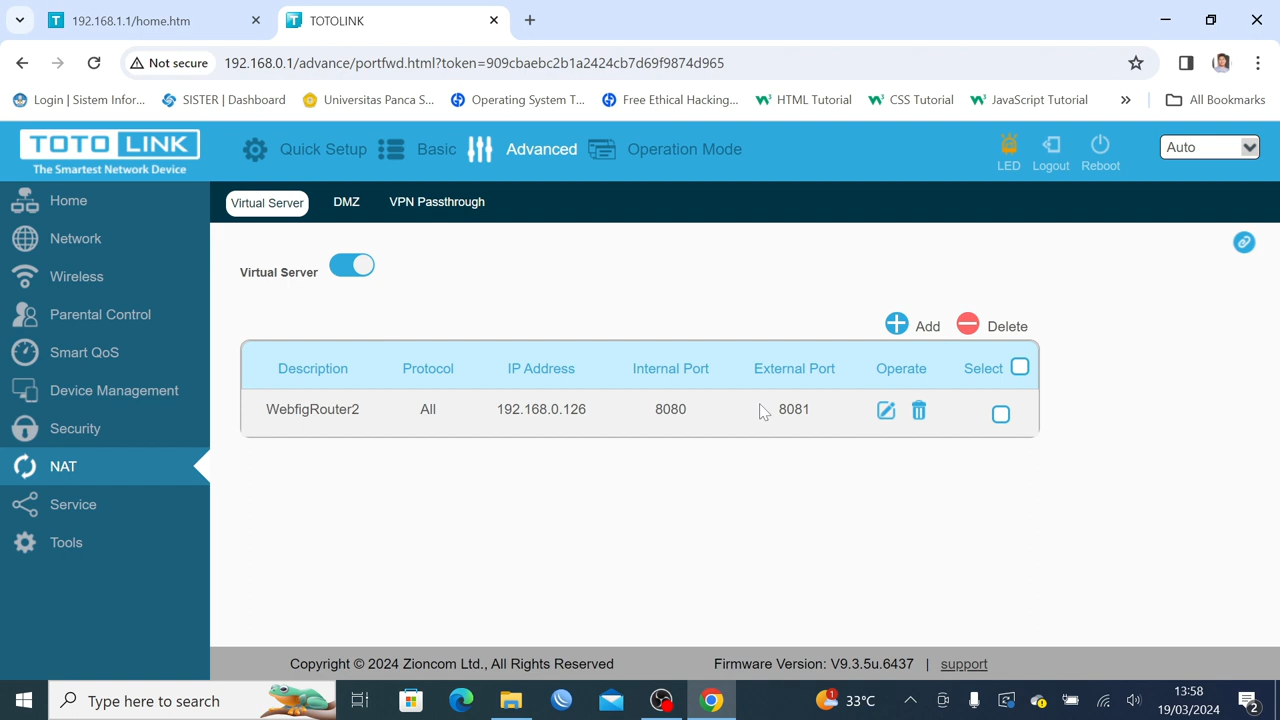 192.168.1.1/home.htm
TOTOLINK
Not secure
192.168.0.1/advance/portfwd.html?token=909cbaebc2b1a2424cb7d69f9874d965
Login | Sistem Infor...
SISTER | Dashboard
Universitas Panca S...
Operating System T...
Free Ethical Hacking...
HTML Tutorial
CSS Tutorial
JavaScript Tutorial
»
All Bookmarks
TOTO LINK
The Smartest Network Device
Quick Setup
Basic
Advanced
Operation Mode
LED
Logout
Reboot
Auto
Home
Network
Wireless
Parental Control
Smart QoS
Device Management
Security
NAT
Service
Tools
Virtual Server
DMZ
VPN Passthrough
Virtual Server
Add
Delete
Description Protocol IP Address Internal Port External Port Operate Select
WebfigRouter2 All 192.168.0.126 8080 8081
Copyright © 2024 Zioncom Ltd., All Rights Reserved
Firmware Version: V9.3.5u.6437 | support
Type here to search
1
33°C
13:58
19/03/2024
2